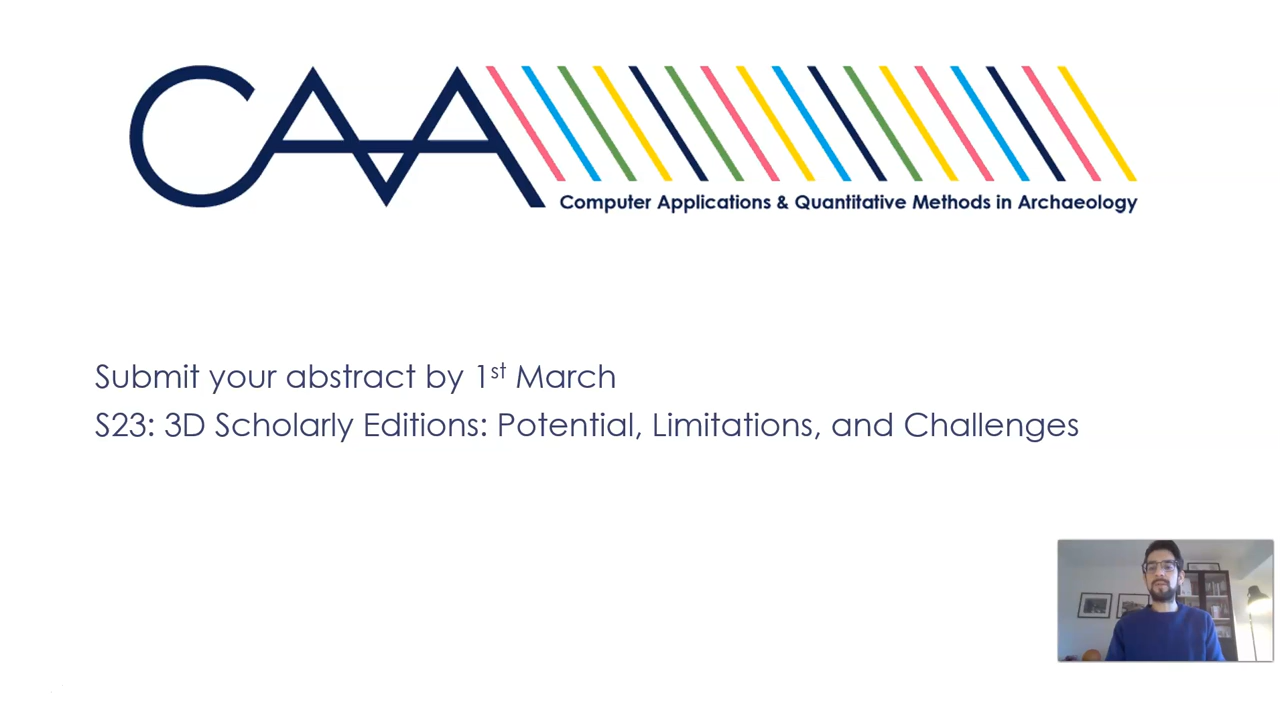 CAA
Computer Applications & Quantitative Methods in Archaeology
Submit your abstract by 1st March
S23: 3D Scholarly Editions: Potential, Limitations, and Challenges